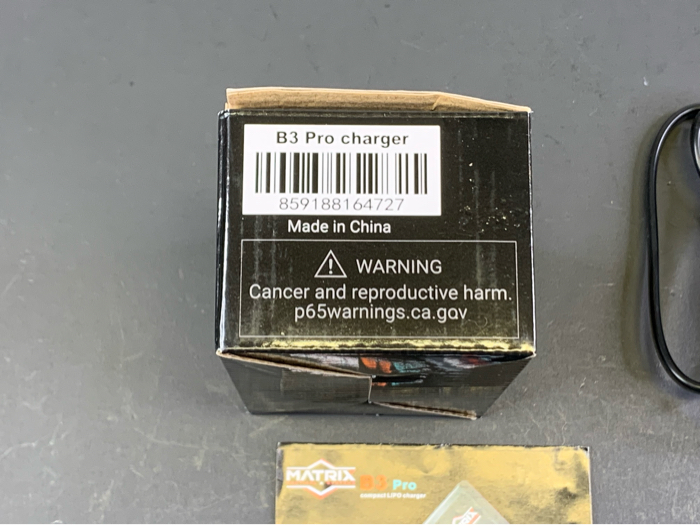 B3 Pro charger
859188164727
Made in China
WARNING
Cancer and reproductive harm.
p65warnings.ca.gov
MATRIX B3 Pro
compact LiPO charger